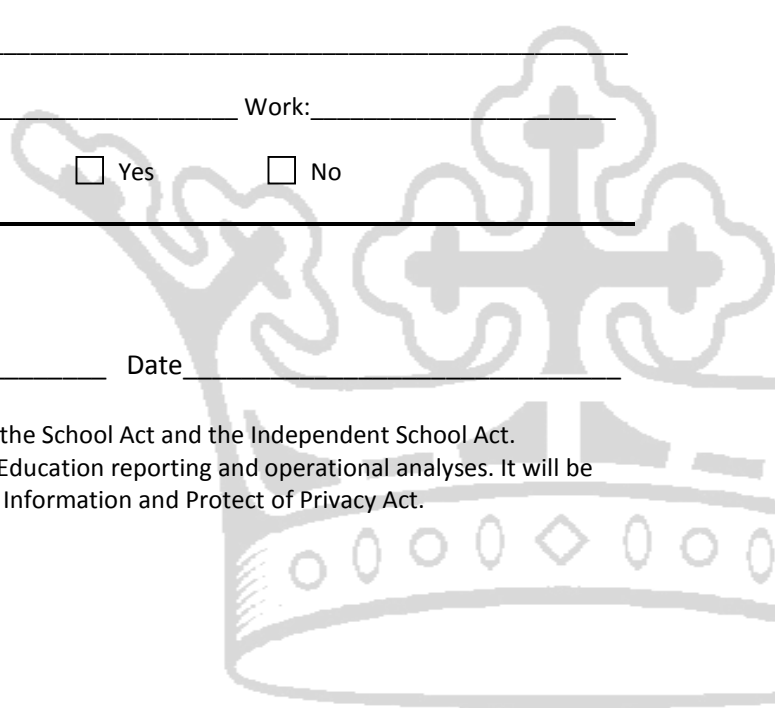 Work:
Yes No
Date
the School Act and the Independent School Act.
Education reporting and operational analyses. It will be
Information and Protect of Privacy Act.